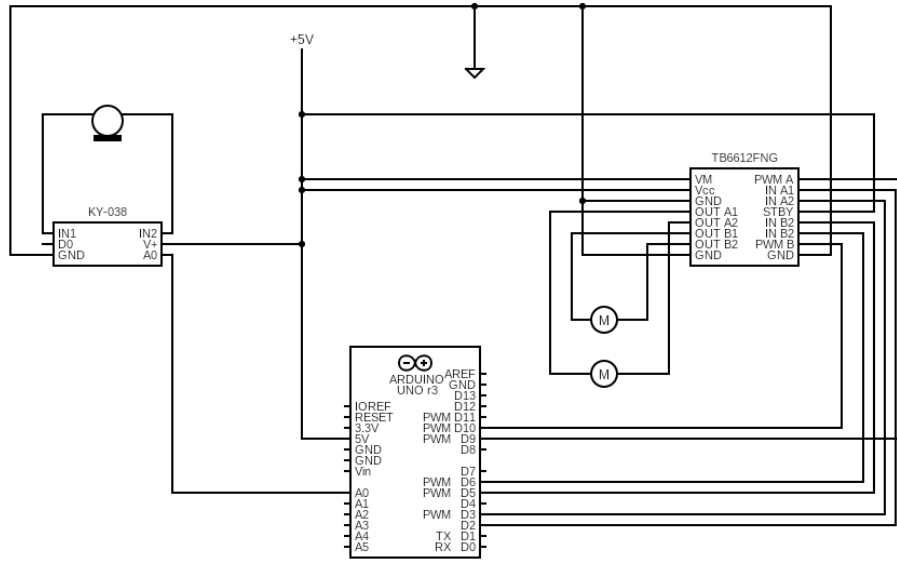 +5V
TB6612FNG
VM PWM A
Vcc IN A1
GND IN A2
OUT A1 STBY
OUT A2 IN B2
OUT B1 IN B2
OUT B2 PWM B
GND GND
KY-038
IN1 IN2
D0 V+
GND A0
M
M
ARDUINO
UNO r3
AREF
GND
D13
IOREF D12
RESET PWM D11
3.3V PWM D10
5V PWM D9
GND D8
GND
Vin D7
PWM D6
A0 PWM D5
A1 D4
A2 PWM D3
A3 D2
A4 TX D1
A5 RX D0